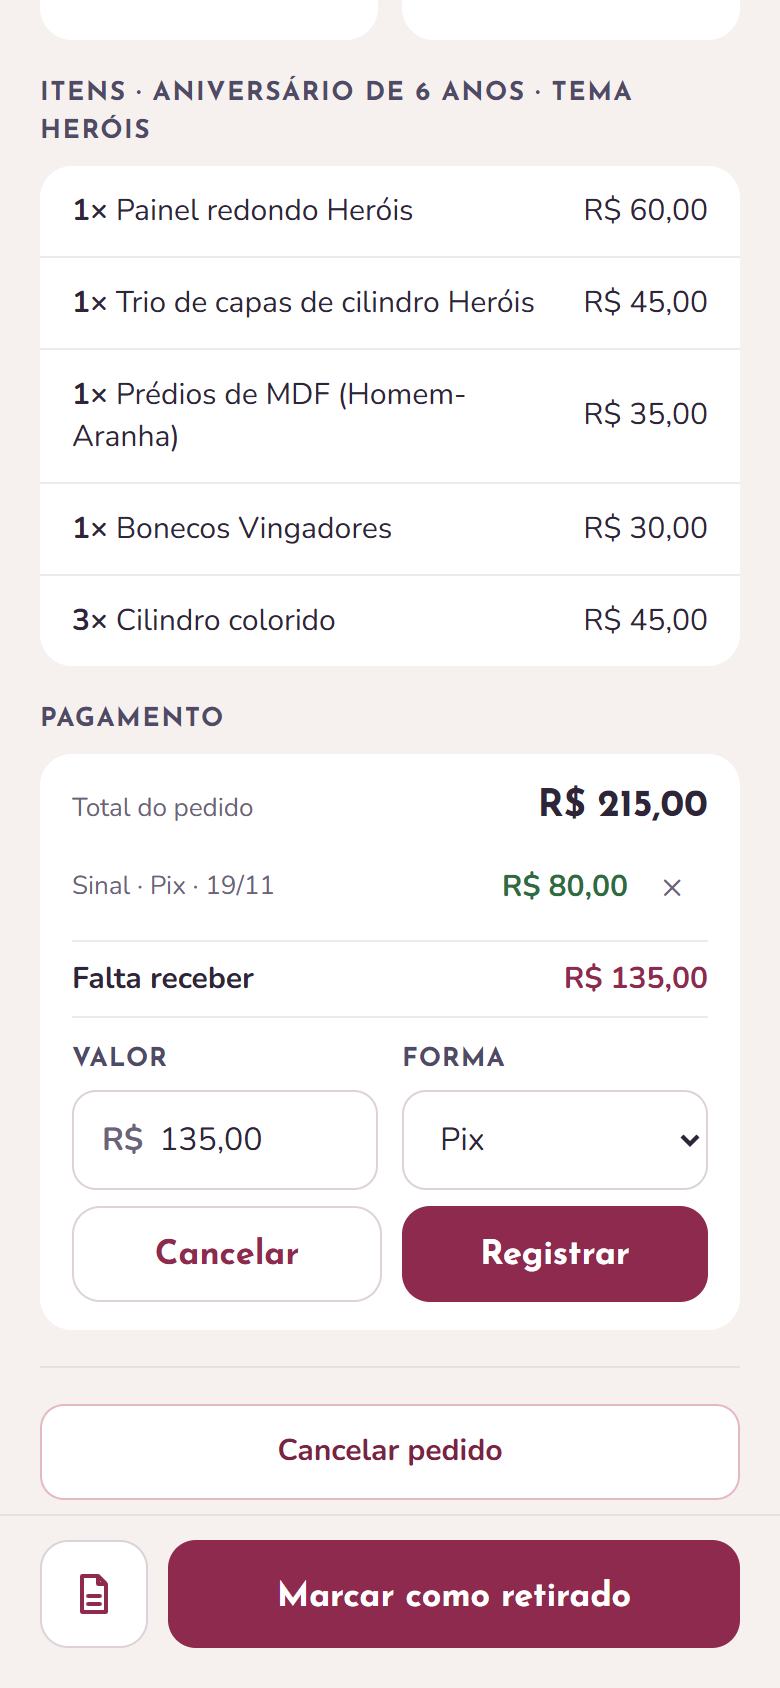 ITENS · ANIVERSÁRIO DE 6 ANOS · TEMA
HERÓIS
1× Painel redondo Heróis R$ 60,00
1× Trio de capas de cilindro Heróis R$ 45,00
1× Prédios de MDF (Homem-
Aranha) R$ 35,00
1× Bonecos Vingadores R$ 30,00
3× Cilindro colorido R$ 45,00
PAGAMENTO
Total do pedido R$ 215,00
Sinal · Pix · 19/11 R$ 80,00 ×
Falta receber R$ 135,00
VALOR FORMA
R$ 135,00 Pix
Cancelar Registrar
Cancelar pedido
Marcar como retirado